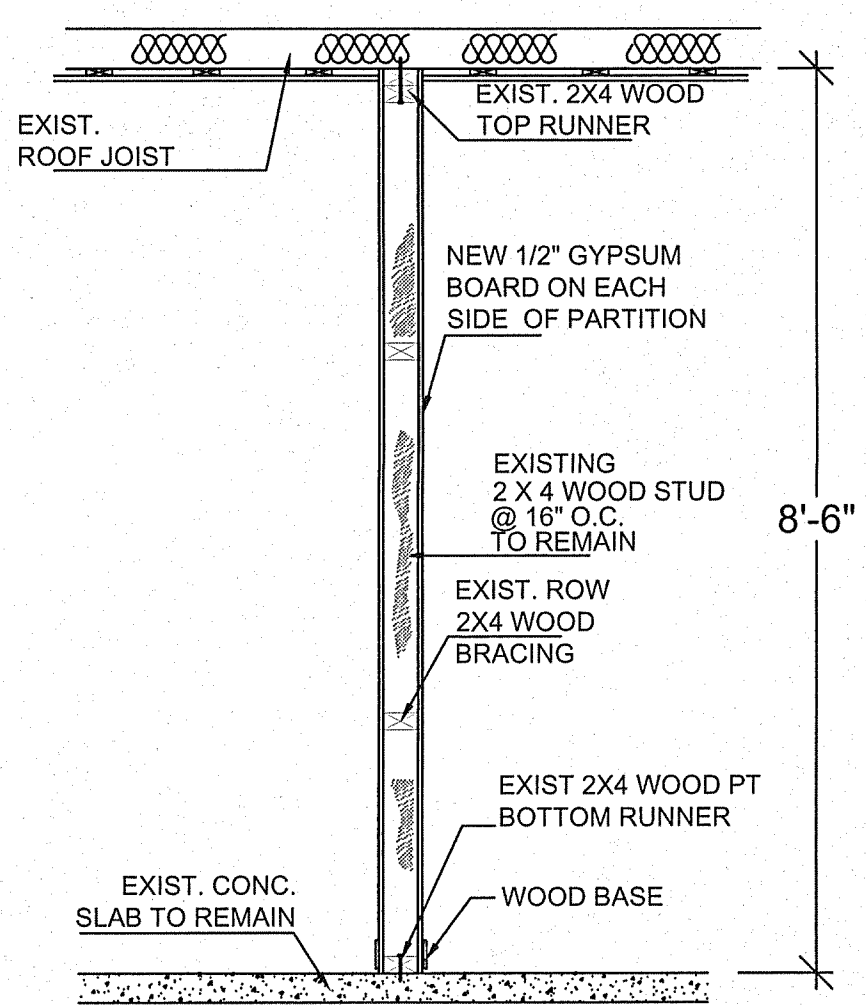 EXIST. 2X4 WOOD
TOP RUNNER
EXIST.
ROOF JOIST
NEW 1/2" GYPSUM
BOARD ON EACH
SIDE OF PARTITION
EXISTING
2 X 4 WOOD STUD
@ 16" O.C.
TO REMAIN
8'-6"
EXIST. ROW
2X4 WOOD
BRACING
EXIST 2X4 WOOD PT
BOTTOM RUNNER
EXIST. CONC.
SLAB TO REMAIN
WOOD BASE